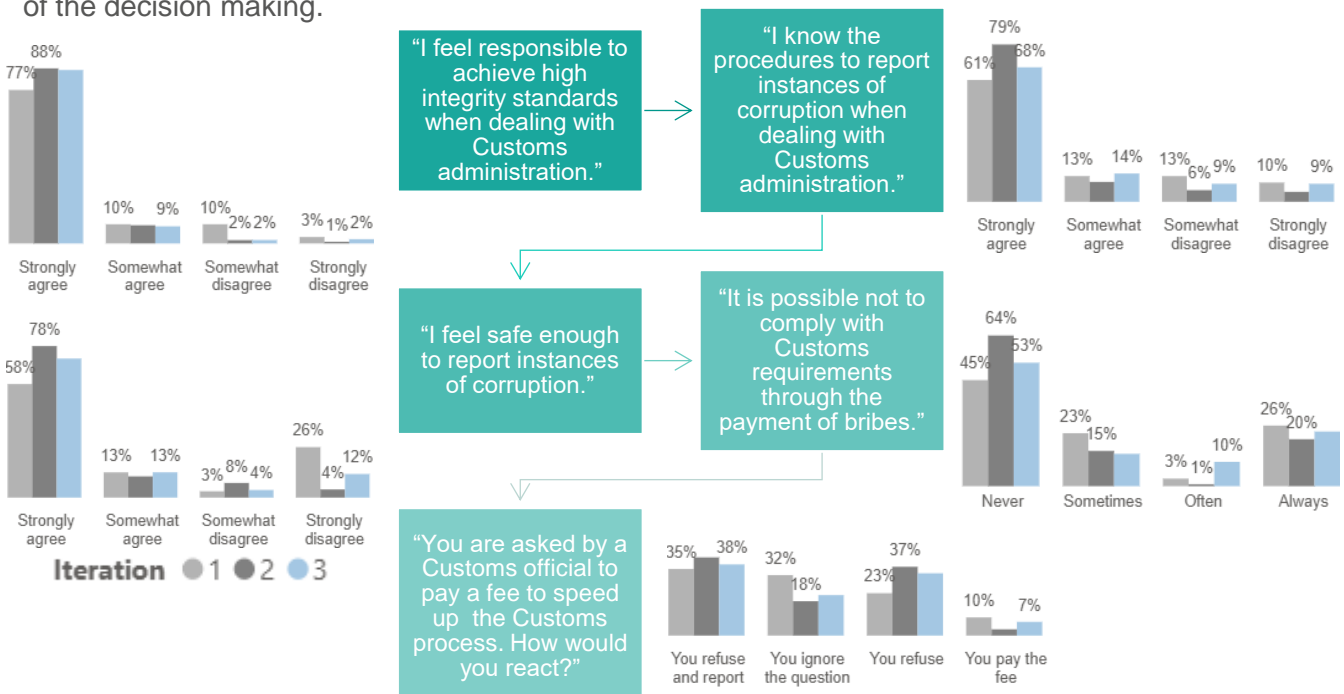 of the decision making.
77%
88%
10%
9%
10%
2%
2%
3%
1%
2%
Strongly
agree
Somewhat
agree
Somewhat
disagree
Strongly
disagree
“I feel responsible to
achieve high
integrity standards
when dealing with
Customs
administration.”
“I know the
procedures to report
instances of
corruption when
dealing with
Customs
administration.”
61%
79%
68%
13%
14%
13%
6%
9%
10%
9%
Strongly
agree
Somewhat
agree
Somewhat
disagree
Strongly
disagree
58%
78%
13%
13%
3%
8%
4%
26%
4%
12%
Strongly
agree
Somewhat
agree
Somewhat
disagree
Strongly
disagree
Iteration 1 2 3
“I feel safe enough
to report instances
of corruption.”
“It is possible not to
comply with
Customs
requirements
through the
payment of bribes.”
45%
64%
53%
23%
15%
3%
1%
10%
26%
20%
Never
Sometimes
Often
Always
“You are asked by a
Customs official to
pay a fee to speed
up the Customs
process. How would
you react?”
35%
38%
32%
18%
23%
37%
10%
7%
You refuse
and report
You ignore
the question
You refuse
You pay the
fee